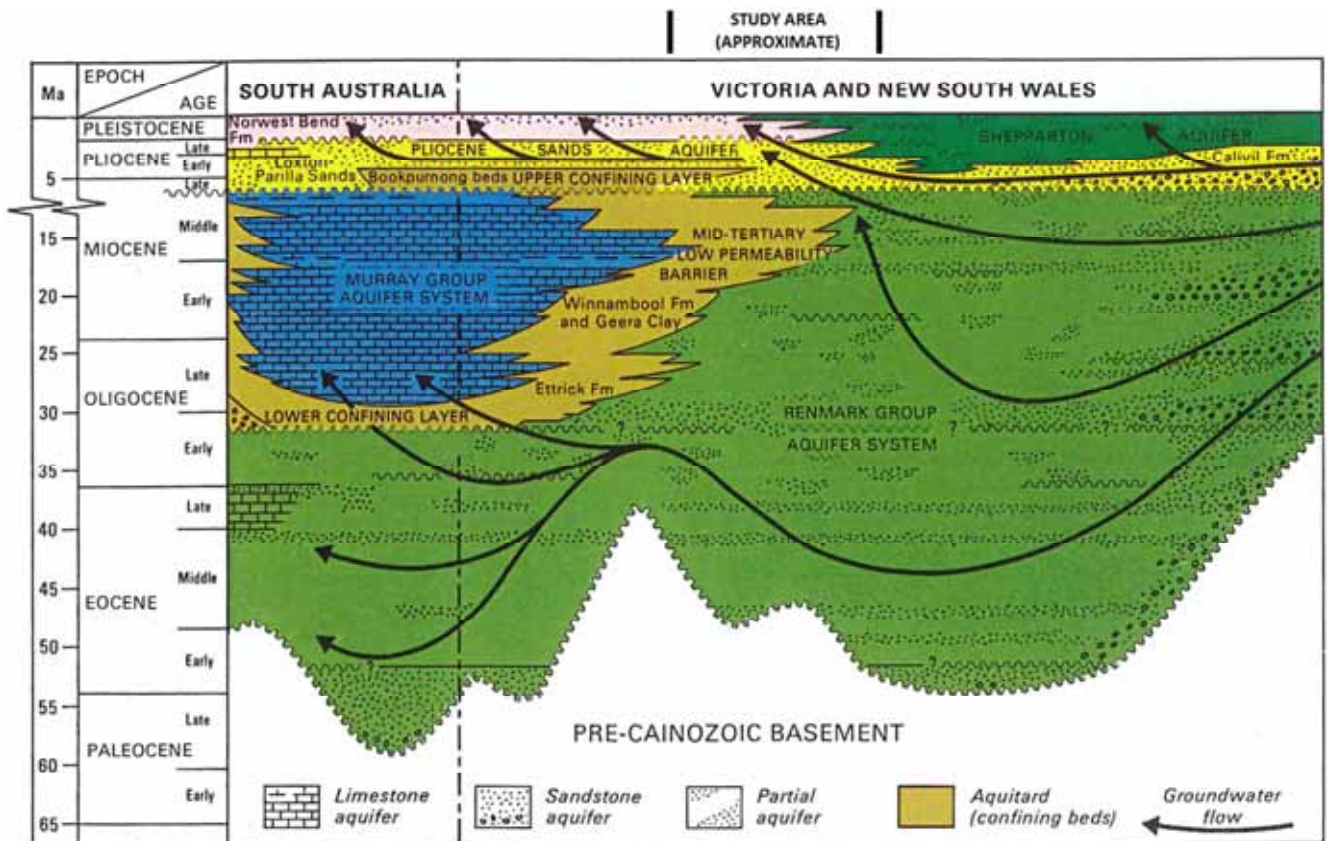 STUDY AREA
(APPROXIMATE)
Ma
EPOCH
AGE
SOUTH AUSTRALIA
VICTORIA AND NEW SOUTH WALES
PLEISTOCENE
Norwest Bend
Fm
SHEPPARTON AQUIFER
PLIOCENE
Late
Early
PLIOCENE SANDS AQUIFER
Calivil Fm
Loxton
Parilla Sands
Bookpurnong beds UPPER CONFINING LAYER
5
Late
MIOCENE
Middle
Early
15
20
MID-TERTIARY
LOW PERMEABILITY
BARRIER
MURRAY GROUP
AQUIFER SYSTEM
Winnambool Fm
and Geera Clay
25
OLIGOCENE
Late
Early
30
35
Ettrick Fm
LOWER CONFINING LAYER
RENMARK GROUP
AQUIFER SYSTEM
?
?
?
?
EOCENE
Late
Middle
Early
40
45
50
?
?
55
PALEOCENE
Late
Early
60
65
PRE-CAINOZOIC BASEMENT
Limestone
aquifer
Sandstone
aquifer
Partial
aquifer
Aquitard
(confining beds)
Groundwater
flow